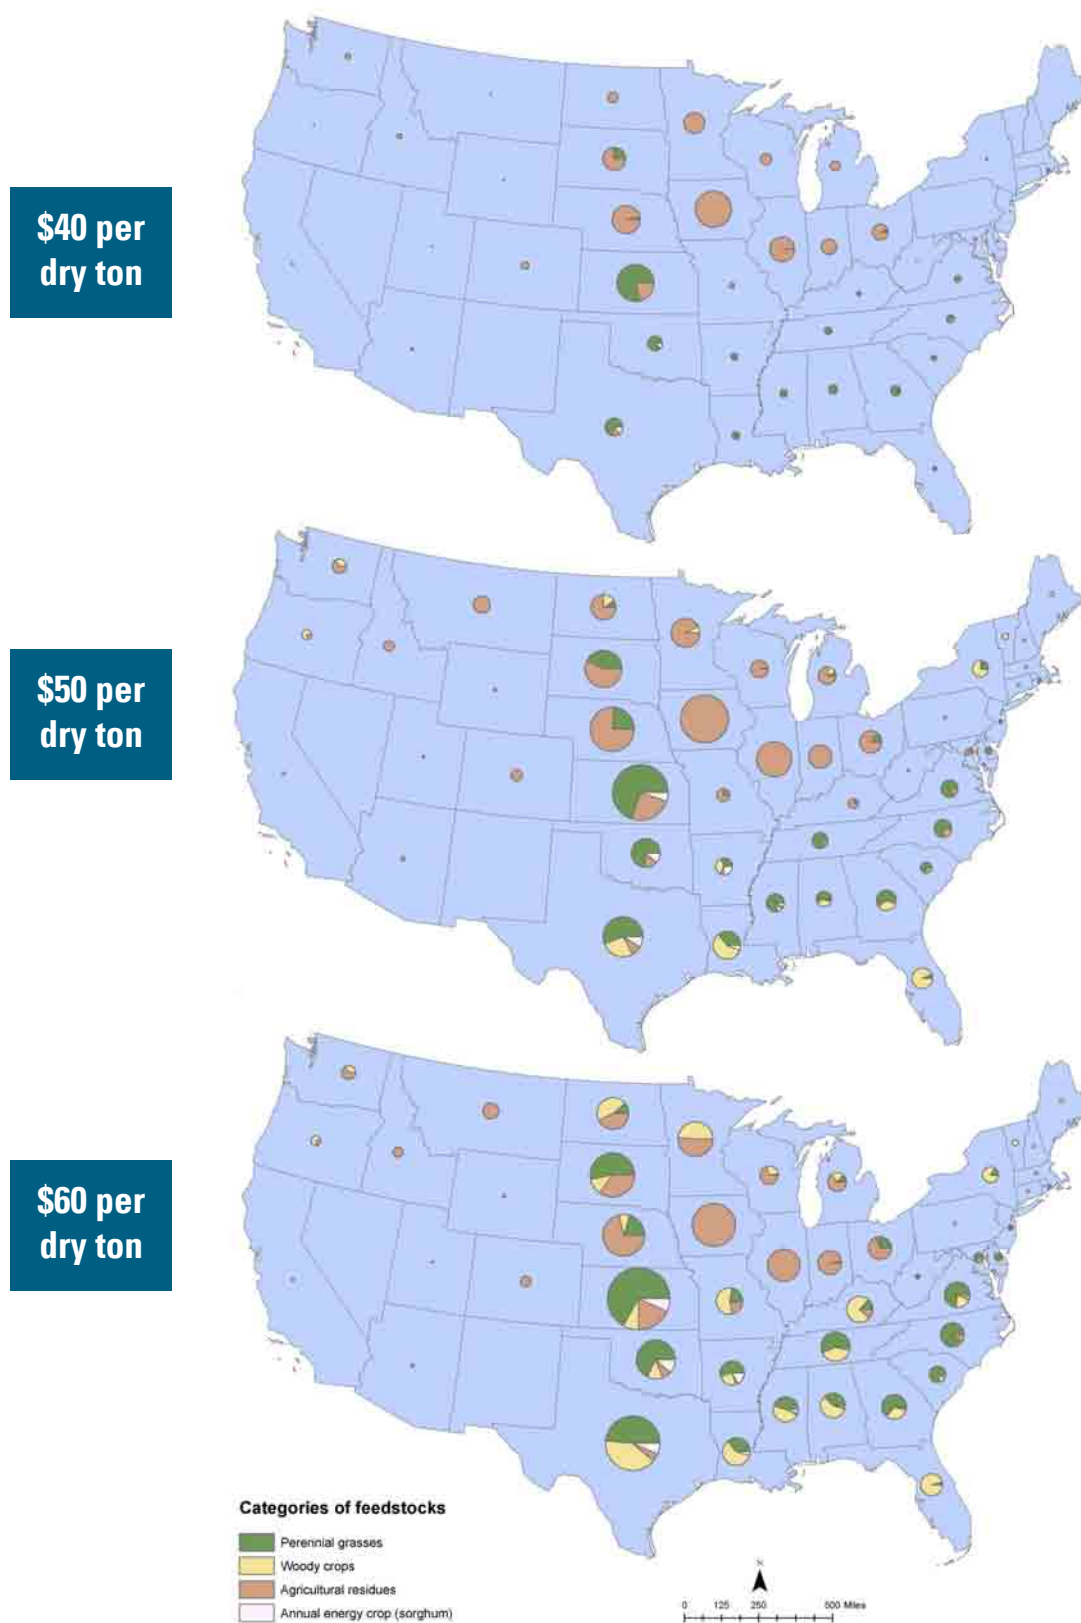 $40 per
dry ton
$50 per
dry ton
$60 per
dry ton
Categories of feedstocks
Perennial grasses
Woody crops
Agricultural residues
Annual energy crop (sorghum)
N
0 125 250 500 Miles